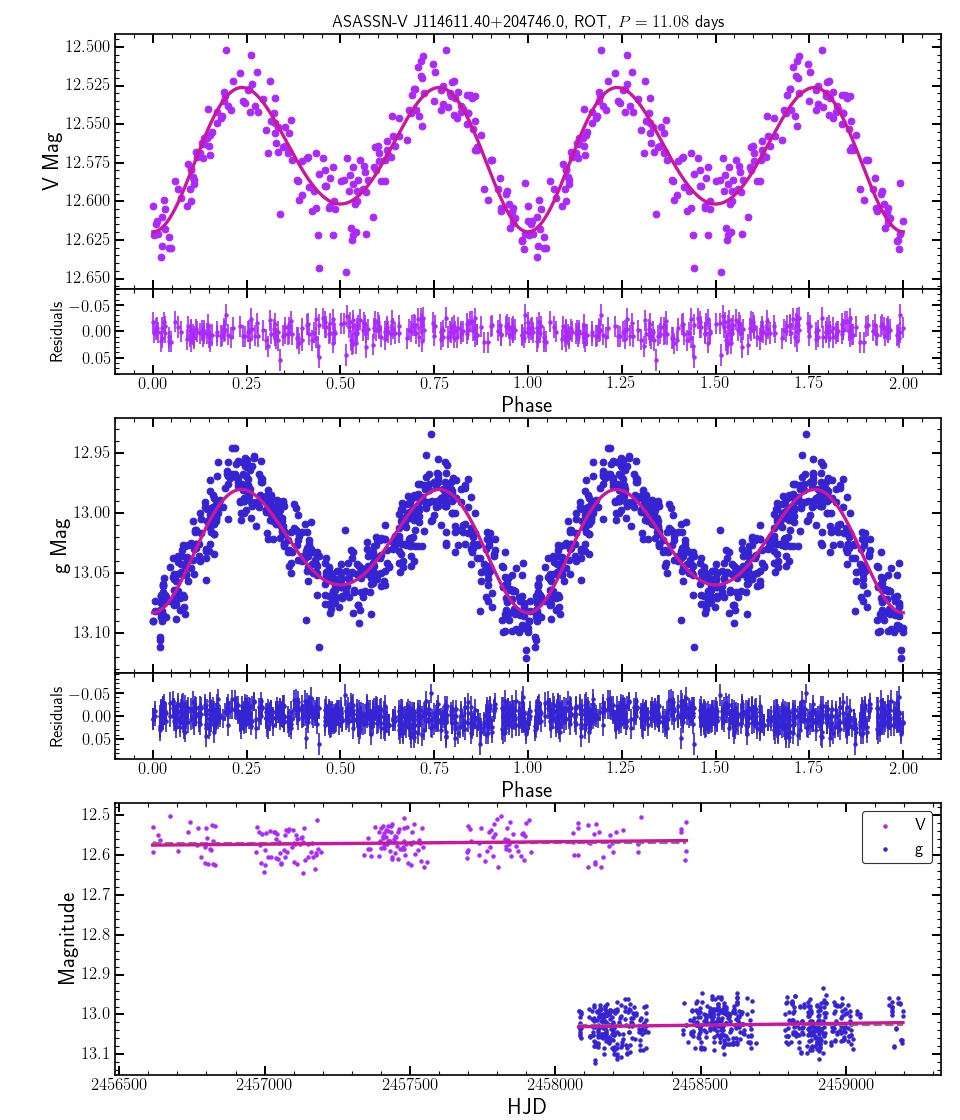 ASASSN-V J114611.40+204746.0, ROT, P = 11.08 days
V Mag
12.500
12.525
12.550
12.575
12.600
12.625
12.650
Residuals
−0.05
0.00
0.05
0.00 0.25 0.50 0.75 1.00 1.25 1.50 1.75 2.00
Phase
g Mag
12.95
13.00
13.05
13.10
Residuals
−0.05
0.00
0.05
0.00 0.25 0.50 0.75 1.00 1.25 1.50 1.75 2.00
Phase
Magnitude
12.5
12.6
12.7
12.8
12.9
13.0
13.1
V
g
2456500 2457000 2457500 2458000 2458500 2459000
HJD